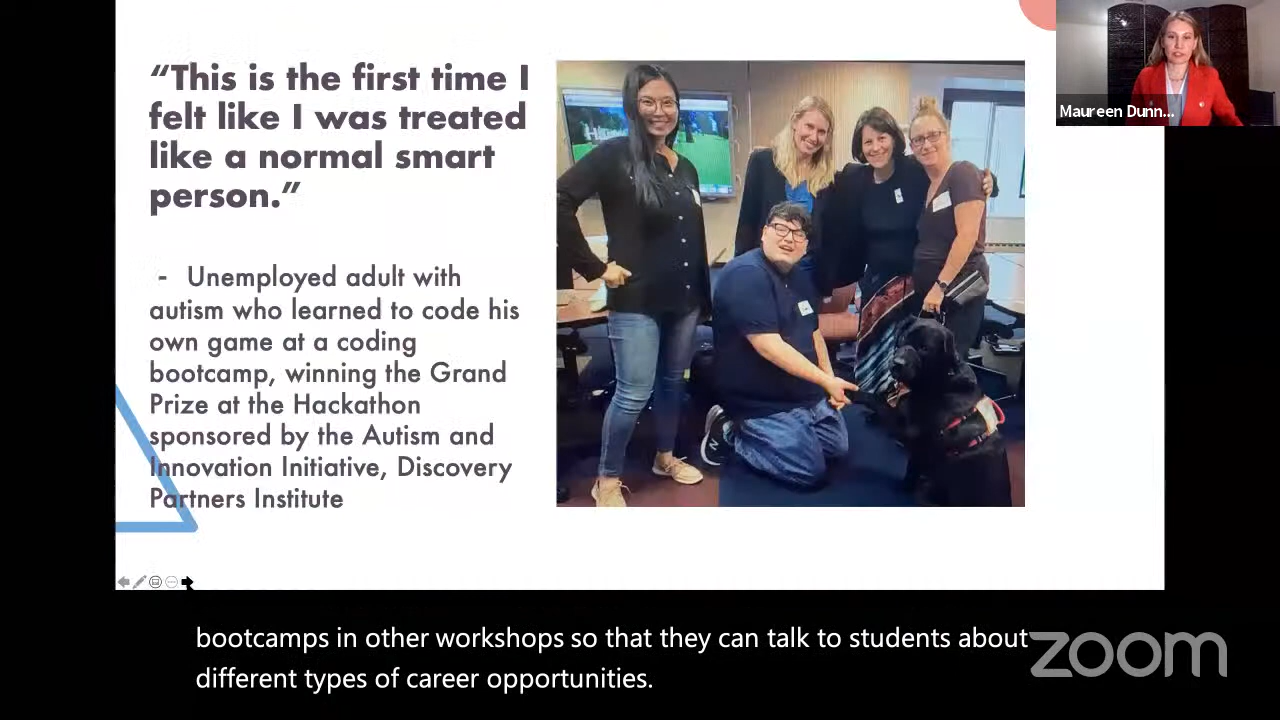 “This is the first time I
felt like I was treated
like a normal smart
person.”
- Unemployed adult with
autism who learned to code his
own game at a coding
bootcamp, winning the Grand
Prize at the Hackathon
sponsored by the Autism and
Innovation Initiative, Discovery
Partners Institute
Maureen Dunn...
bootcamps in other workshops so that they can talk to students about
different types of career opportunities.
zoom